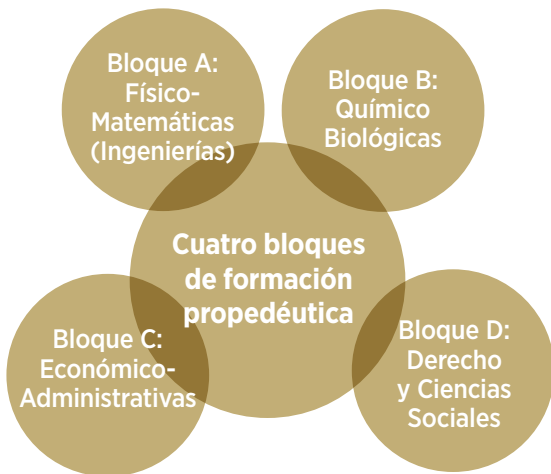 Bloque A:
Físico-
Matemáticas
(Ingenierías)
Bloque B:
Químico
Biológicas
Cuatro bloques
de formación
propedéutica
Bloque C:
Económico-
Administrativas
Bloque D:
Derecho
y Ciencias
Sociales